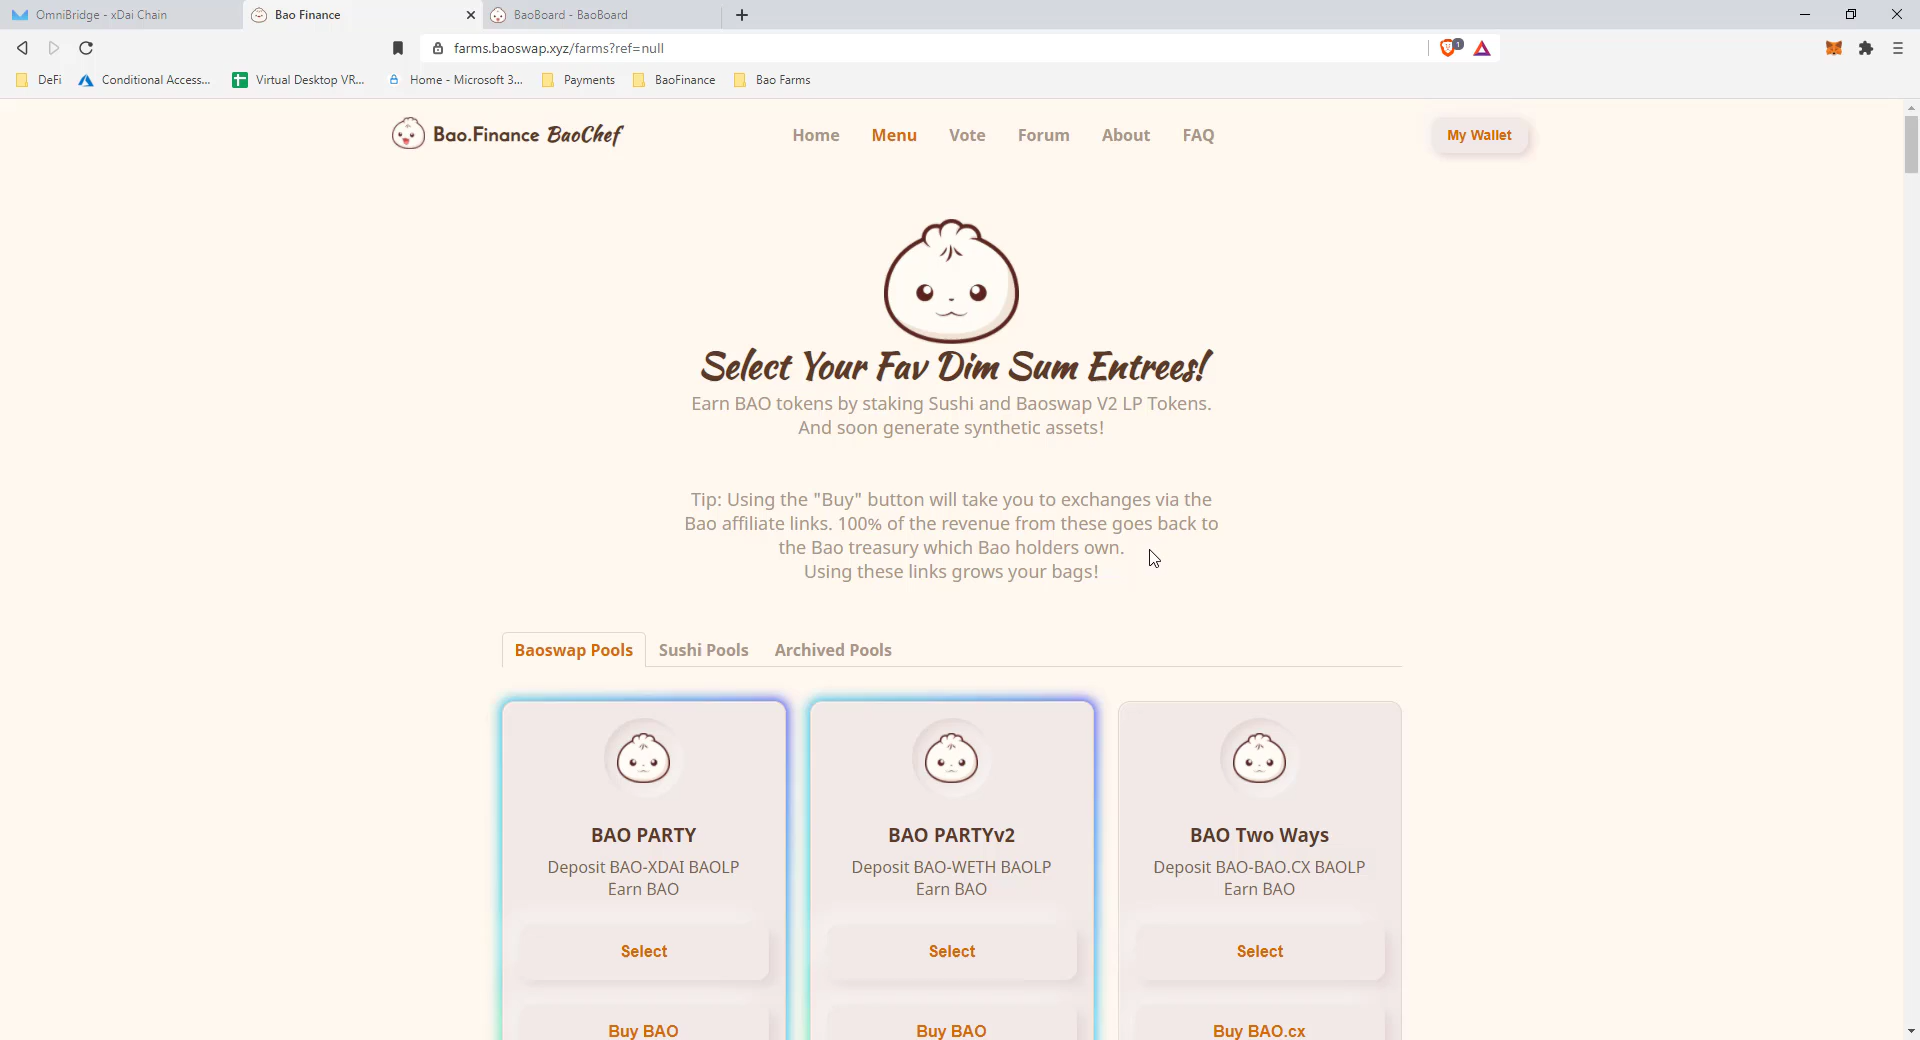 OmniBridge - xDai Chain
Bao Finance
BaoBoard - BaoBoard
farms.baoswap.xyz/farms?ref=null
1
DeFi
Conditional Access...
Virtual Desktop VR...
Home - Microsoft 3...
Payments
BaoFinance
Bao Farms
Bao.Finance BaoChef
Home
Menu
Vote
Forum
About
FAQ
My Wallet
Select Your Fav Dim Sum Entrees!
Earn BAO tokens by staking Sushi and Baoswap V2 LP Tokens.
And soon generate synthetic assets!
Tip: Using the "Buy" button will take you to exchanges via the
Bao affiliate links. 100% of the revenue from these goes back to
the Bao treasury which Bao holders own.
Using these links grows your bags!
Baoswap Pools
Sushi Pools
Archived Pools
BAO PARTY
Deposit BAO-XDAI BAOLP
Earn BAO
Select
Buy BAO
BAO PARTYv2
Deposit BAO-WETH BAOLP
Earn BAO
Select
Buy BAO
BAO Two Ways
Deposit BAO-BAO.CX BAOLP
Earn BAO
Select
Buy BAO.cx